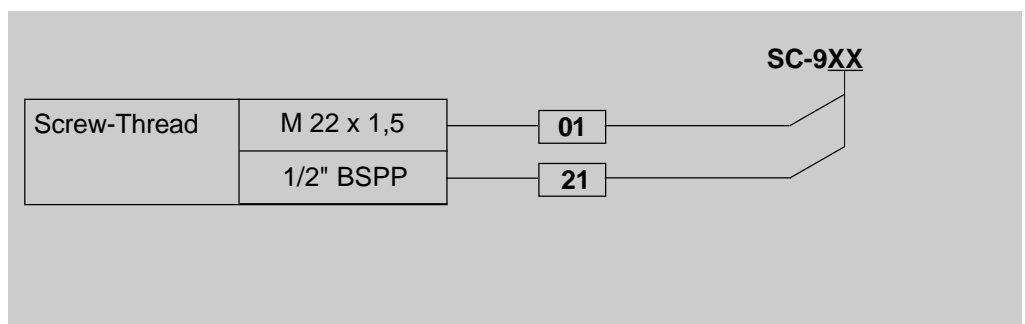 SC-9XX
Screw-Thread
M 22 x 1,5
01
1/2" BSPP
21